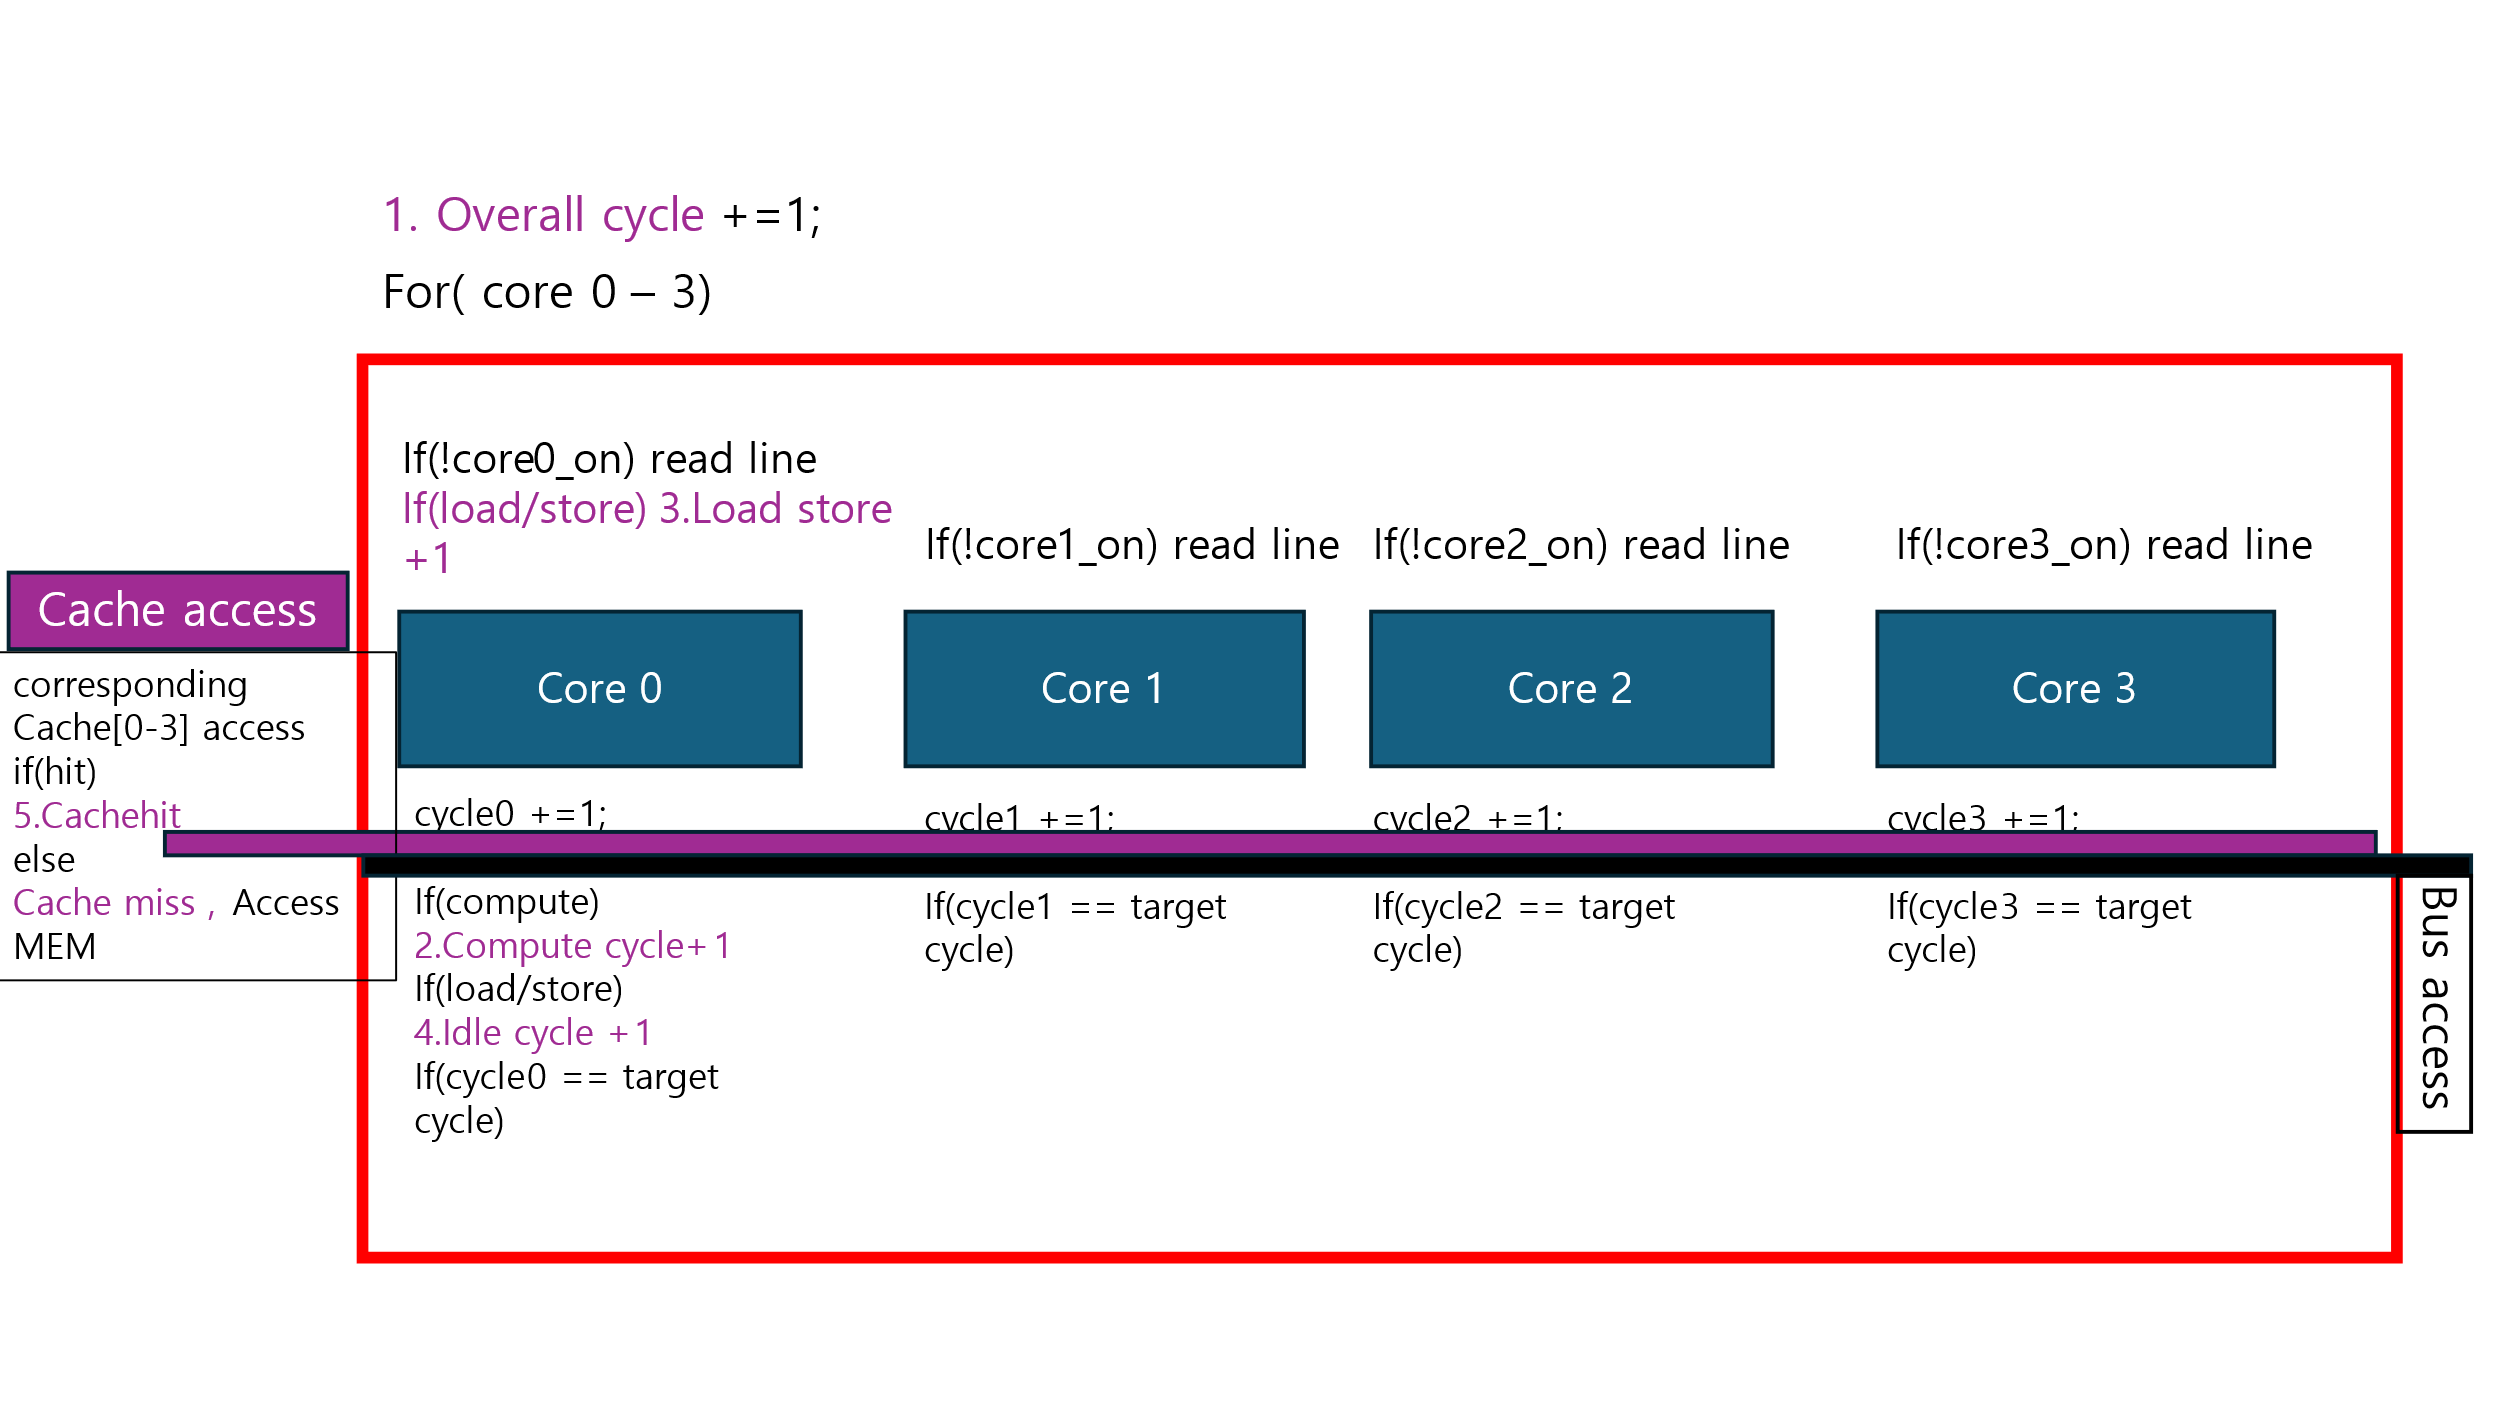 1. Overall cycle +=1;
For( core 0 – 3)
If(!core0_on) read line
If(load/store) 3.Load store
+1
If(!core1_on) read line
If(!core2_on) read line
If(!core3_on) read line
Cache access
corresponding
Cache[0-3] access
if(hit)
5.Cachehit
else
Cache miss , Access
MEM
Core 0
Core 1
Core 2
Core 3
cycle0 +=1;
If(compute)
2.Compute cycle+1
If(load/store)
4.Idle cycle +1
If(cycle0 == target
cycle)
cycle1 +=1;
If(cycle1 == target
cycle)
cycle2 +=1;
If(cycle2 == target
cycle)
cycle3 +=1;
If(cycle3 == target
cycle)
Bus access